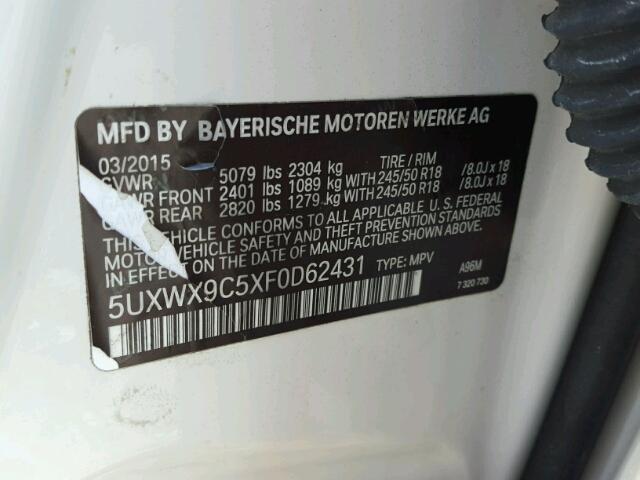 MFD BY BAYERISCHE MOTOREN WERKE AG
03/2015
GVWR 5079 lbs 2304 kg TIRE / RIM
GAWR FRONT 2401 lbs 1089 kg WITH 245/50 R18 /8.0J x 18
GAWR REAR 2820 lbs 1279 kg WITH 245/50 R18 /8.0J x 18
THIS VEHICLE CONFORMS TO ALL APPLICABLE U. S. FEDERAL
MOTOR VEHICLE SAFETY AND THEFT PREVENTION STANDARDS
IN EFFECT ON THE DATE OF MANUFACTURE SHOWN ABOVE.
5UXWX9C5XF0D62431 TYPE: MPV A96M
7 320 730